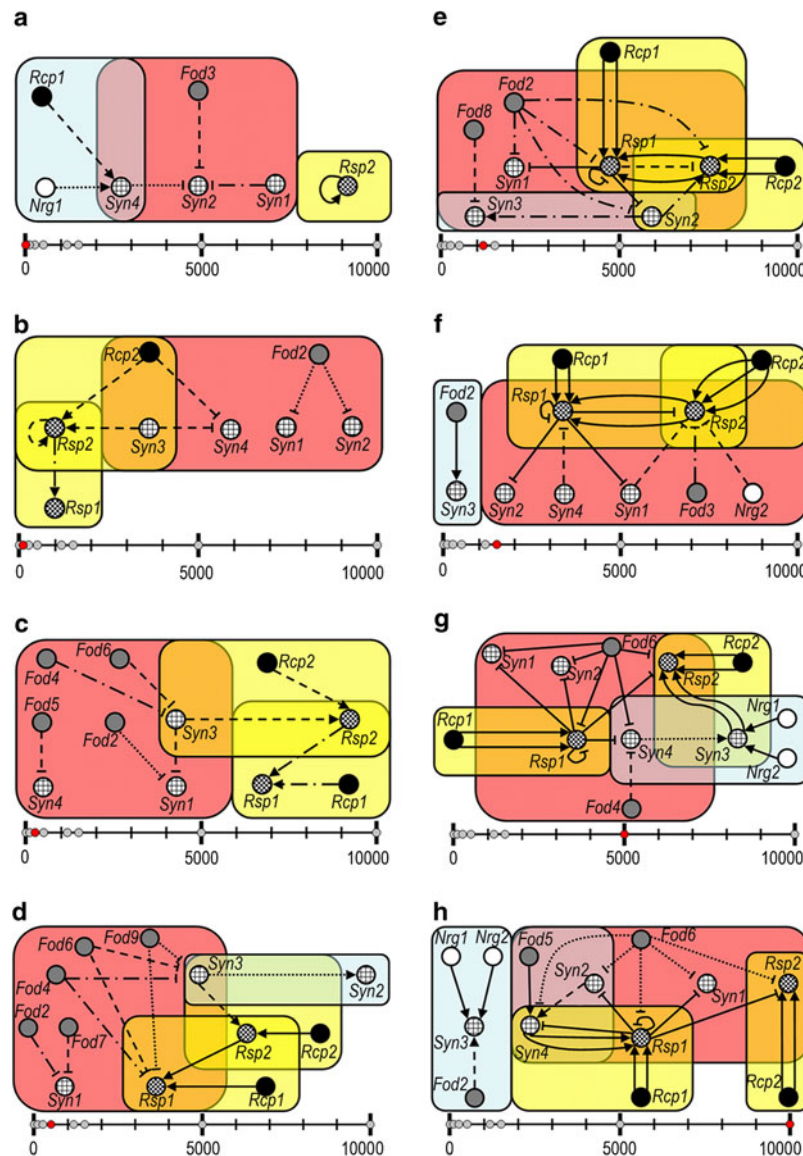 a
Rcp1
Fod3
Rsp2
Nrg1
Syn4
Syn2
Syn1
0 5000 10000
b
Rcp2
Fod2
Rsp2
Syn3
Syn4
Syn1
Syn2
Rsp1
0 5000 10000
c
Fod6
Fod4
Rcp2
Fod5
Fod2
Syn3
Rsp2
Syn4
Syn1
Rsp1
Rcp1
0 5000 10000
d
Fod9
Fod6
Fod4
Syn3
Syn2
Fod2
Fod7
Rsp2
Rcp2
Syn1
Rsp1
Rcp1
0 5000 10000
e
Rcp1
Fod2
Fod8
Rsp1
Syn1
Rsp2
Rcp2
Syn3
Syn2
0 5000 10000
f
Rcp1
Rcp2
Fod2
Rsp1
Rsp2
Syn3
Syn2
Syn4
Syn1
Fod3
Nrg2
0 5000 10000
g
Fod6
Rcp2
Syn1
Syn2
Rsp2
Rcp1
Nrg1
Rsp1
Syn4
Syn3
Nrg2
Fod4
0 5000 10000
h
Nrg1
Nrg2
Fod5
Fod6
Rsp2
Syn2
Syn1
Syn3
Syn4
Rsp1
Fod2
Rcp1
Rcp2
0 5000 10000